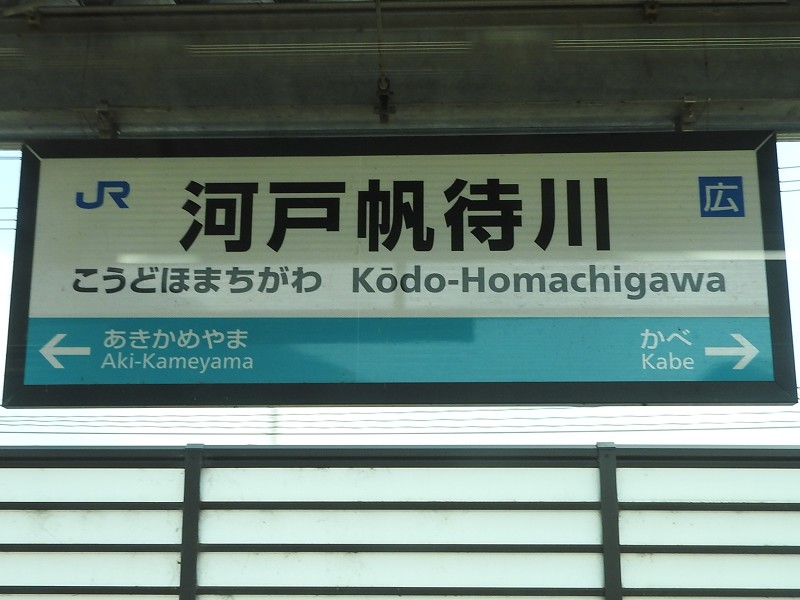 JR 河戸帆待川 広
こうどほまちがわ Kōdo-Homachigawa
← あきかめやま かべ →
Aki-Kameyama Kabe